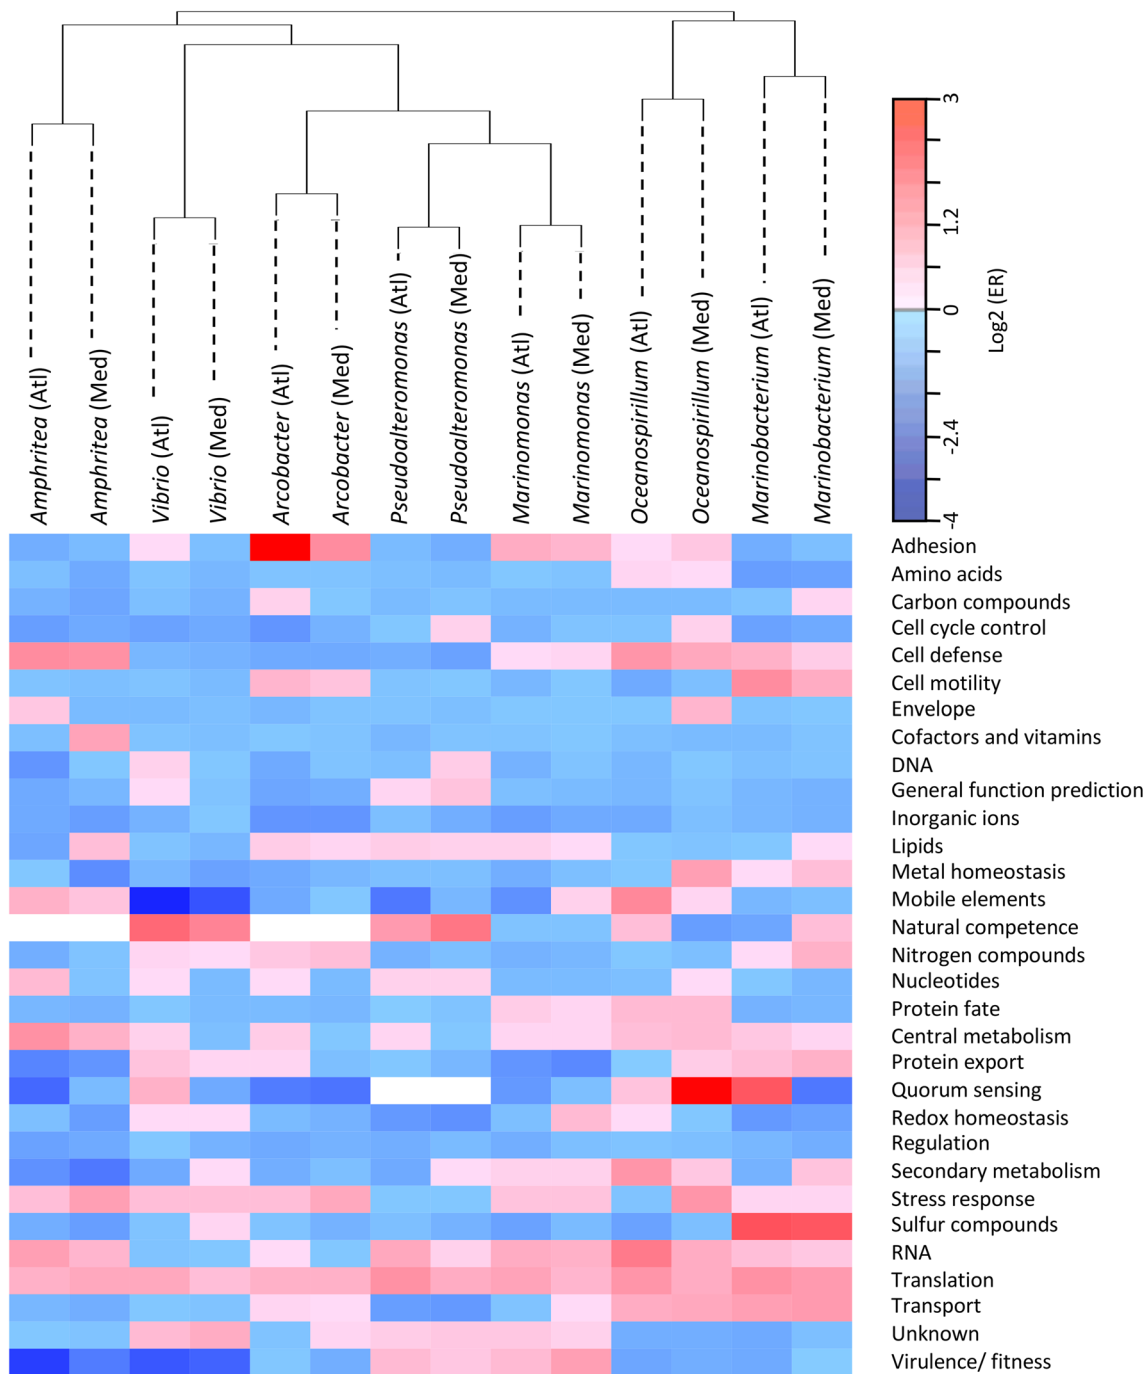 3
1.2
0
-2.4
-4
Log2 (ER)
Amphritea (Atl)
Amphritea (Med)
Vibrio (Atl)
Vibrio (Med)
Arcobacter (Atl)
Arcobacter (Med)
Pseudoalteromonas (Atl)
Pseudoalteromonas (Med)
Marinomonas (Atl)
Marinomonas (Med)
Oceanospirillum (Atl)
Oceanospirillum (Med)
Marinobacterium (Atl)
Marinobacterium (Med)
Adhesion
Amino acids
Carbon compounds
Cell cycle control
Cell defense
Cell motility
Envelope
Cofactors and vitamins
DNA
General function prediction
Inorganic ions
Lipids
Metal homeostasis
Mobile elements
Natural competence
Nitrogen compounds
Nucleotides
Protein fate
Central metabolism
Protein export
Quorum sensing
Redox homeostasis
Regulation
Secondary metabolism
Stress response
Sulfur compounds
RNA
Translation
Transport
Unknown
Virulence/ fitness